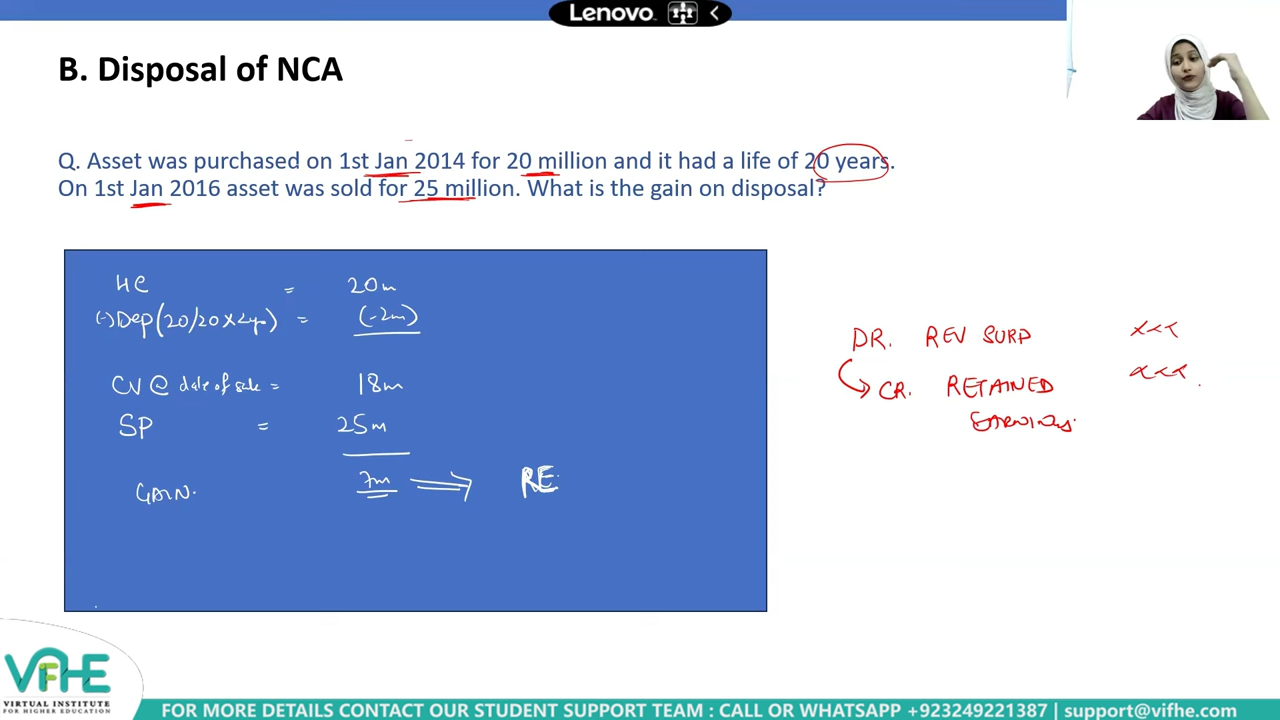 Lenovo
B. Disposal of NCA
Q. Asset was purchased on 1st Jan 2014 for 20 million and it had a life of 20 years.
On 1st Jan 2016 asset was sold for 25 million. What is the gain on disposal?
HC = 20m
(-) Dep (20/20 x 2yrs) = (-2m)
CV @ date of sale = 18m
SP = 25m
GAIN. 7m ⇒ RE.
DR. REV SURP xxx
CR. RETAINED xxx
EARNINGS.
VFHE
VIRTUAL INSTITUTE
FOR HIGHER EDUCATION
FOR MORE DETAILS CONTACT OUR STUDENT SUPPORT TEAM : CALL OR WHATSAPP +923249221387 | support@vifhe.com